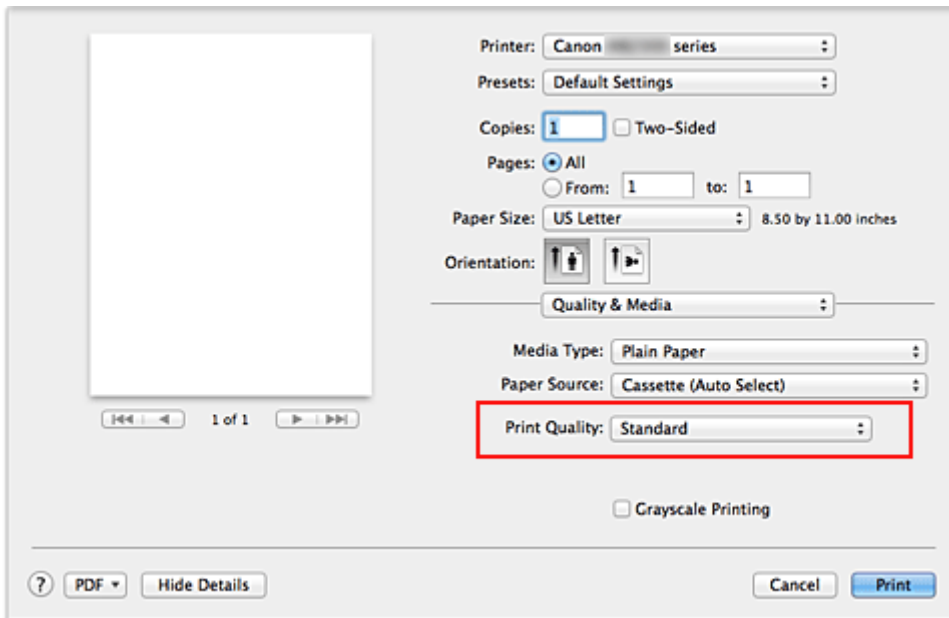 Printer: Canon series
Presets: Default Settings
Copies: 1 Two-Sided
Pages: All
From: 1 to: 1
Paper Size: US Letter 8.50 by 11.00 inches
Orientation:
Quality & Media
Media Type: Plain Paper
Paper Source: Cassette (Auto Select)
1 of 1
Print Quality: Standard
Grayscale Printing
? PDF Hide Details Cancel Print